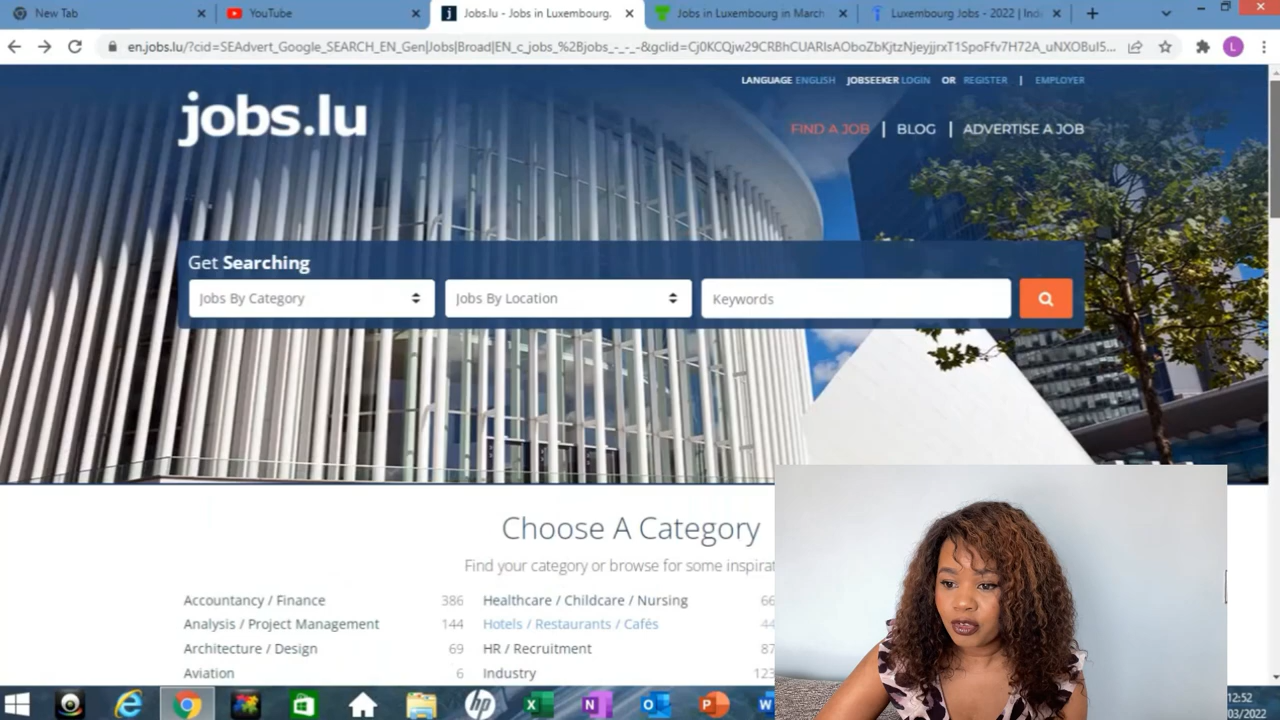 New Tab
YouTube
Jobs.lu - Jobs in Luxembourg.
Jobs in Luxembourg in March
Luxembourg Jobs - 2022 | Ind
L
en.jobs.lu/?cid=SEAdvert_Google_SEARCH_EN_Gen|Jobs|Broad|EN_c_jobs_%2Bjobs_-_-_-&gclid=Cj0KCQjw29CRBhCUARIsAOboZbKjtzNjeyjjrxT1SpoFfv7H72A_uNXOBuI5...
LANGUAGE ENGLISH JOBSEEKER LOGIN OR REGISTER | EMPLOYER
jobs.lu
FIND A JOB | BLOG | ADVERTISE A JOB
Get Searching
Jobs By Category
Jobs By Location
Keywords
Choose A Category
Find your category or browse for some inspirat
Accountancy / Finance 386
Healthcare / Childcare / Nursing 66
Analysis / Project Management 144
Hotels / Restaurants / Cafés 44
Architecture / Design 69
HR / Recruitment 87
Aviation 6
Industry 123
12:52
03/2022